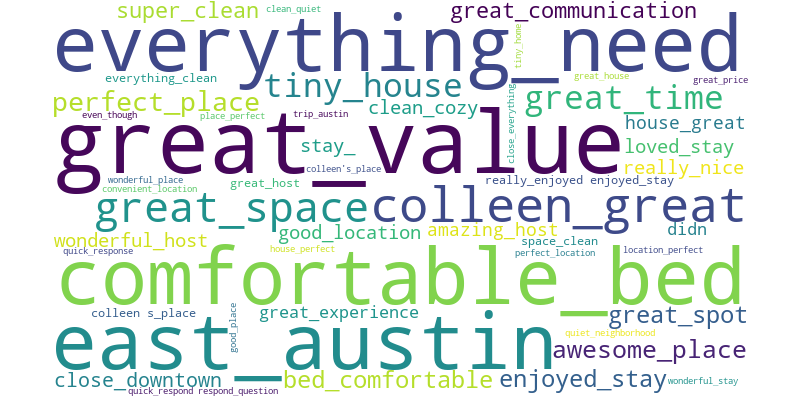 super_clean clean_quiet great_communication
everything_need
tiny_home
everything_clean great_house great_price
tiny_house
perfect_place clean_cozy great_time
close_everything
even_though place_perfect trip_austin
great_value
house_great
stay_ loved_stay
colleen's_place really_nice
wonderful_place great_host really_enjoyed enjoyed_stay
convenient_location
great_space colleen_great
wonderful_host good_location amazing_host didn
space_clean
quick_response house_perfect perfect_location location_perfect
comfortable_bed
colleen s_place great_experience great_spot
good_place
east_austin
quiet_neighborhood
awesome_place
close_downtown bed_comfortable enjoyed_stay wonderful_stay
quick_respond respond_question